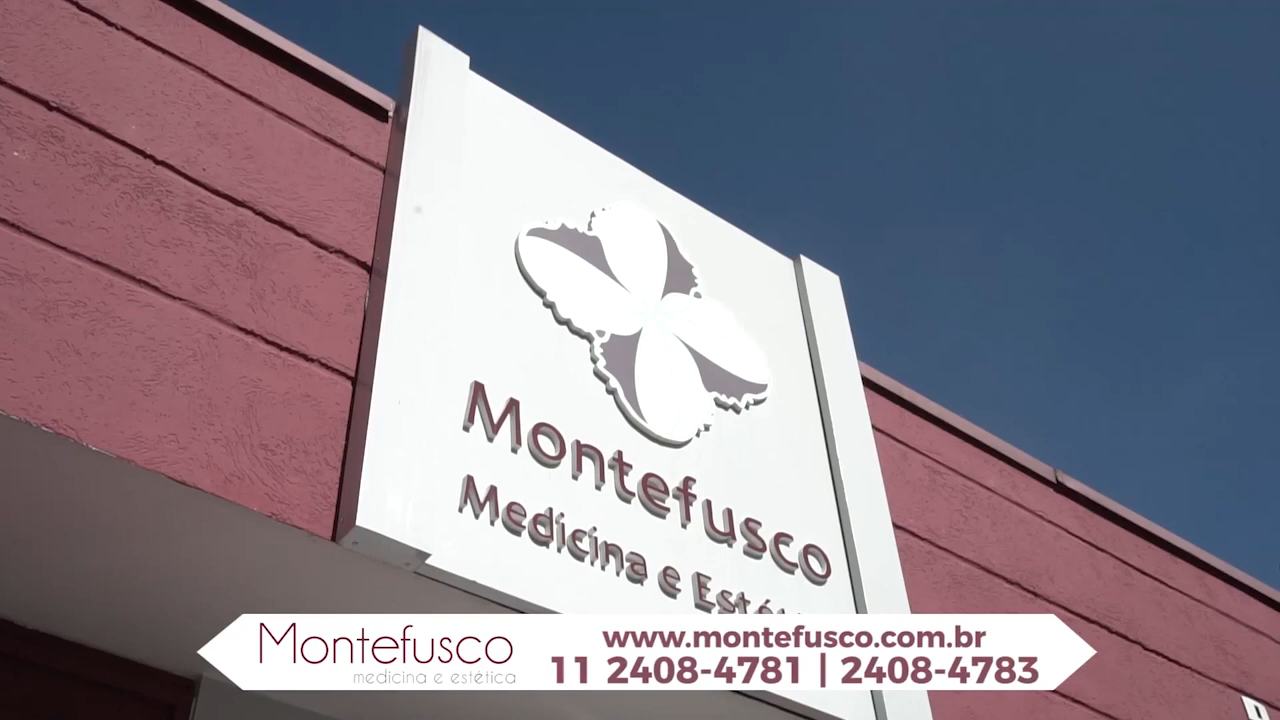 Montefusco
Medicina e
Montefusco
medicina e estética
www.montefusco.com.br
11 2408-4781 | 2408-4783